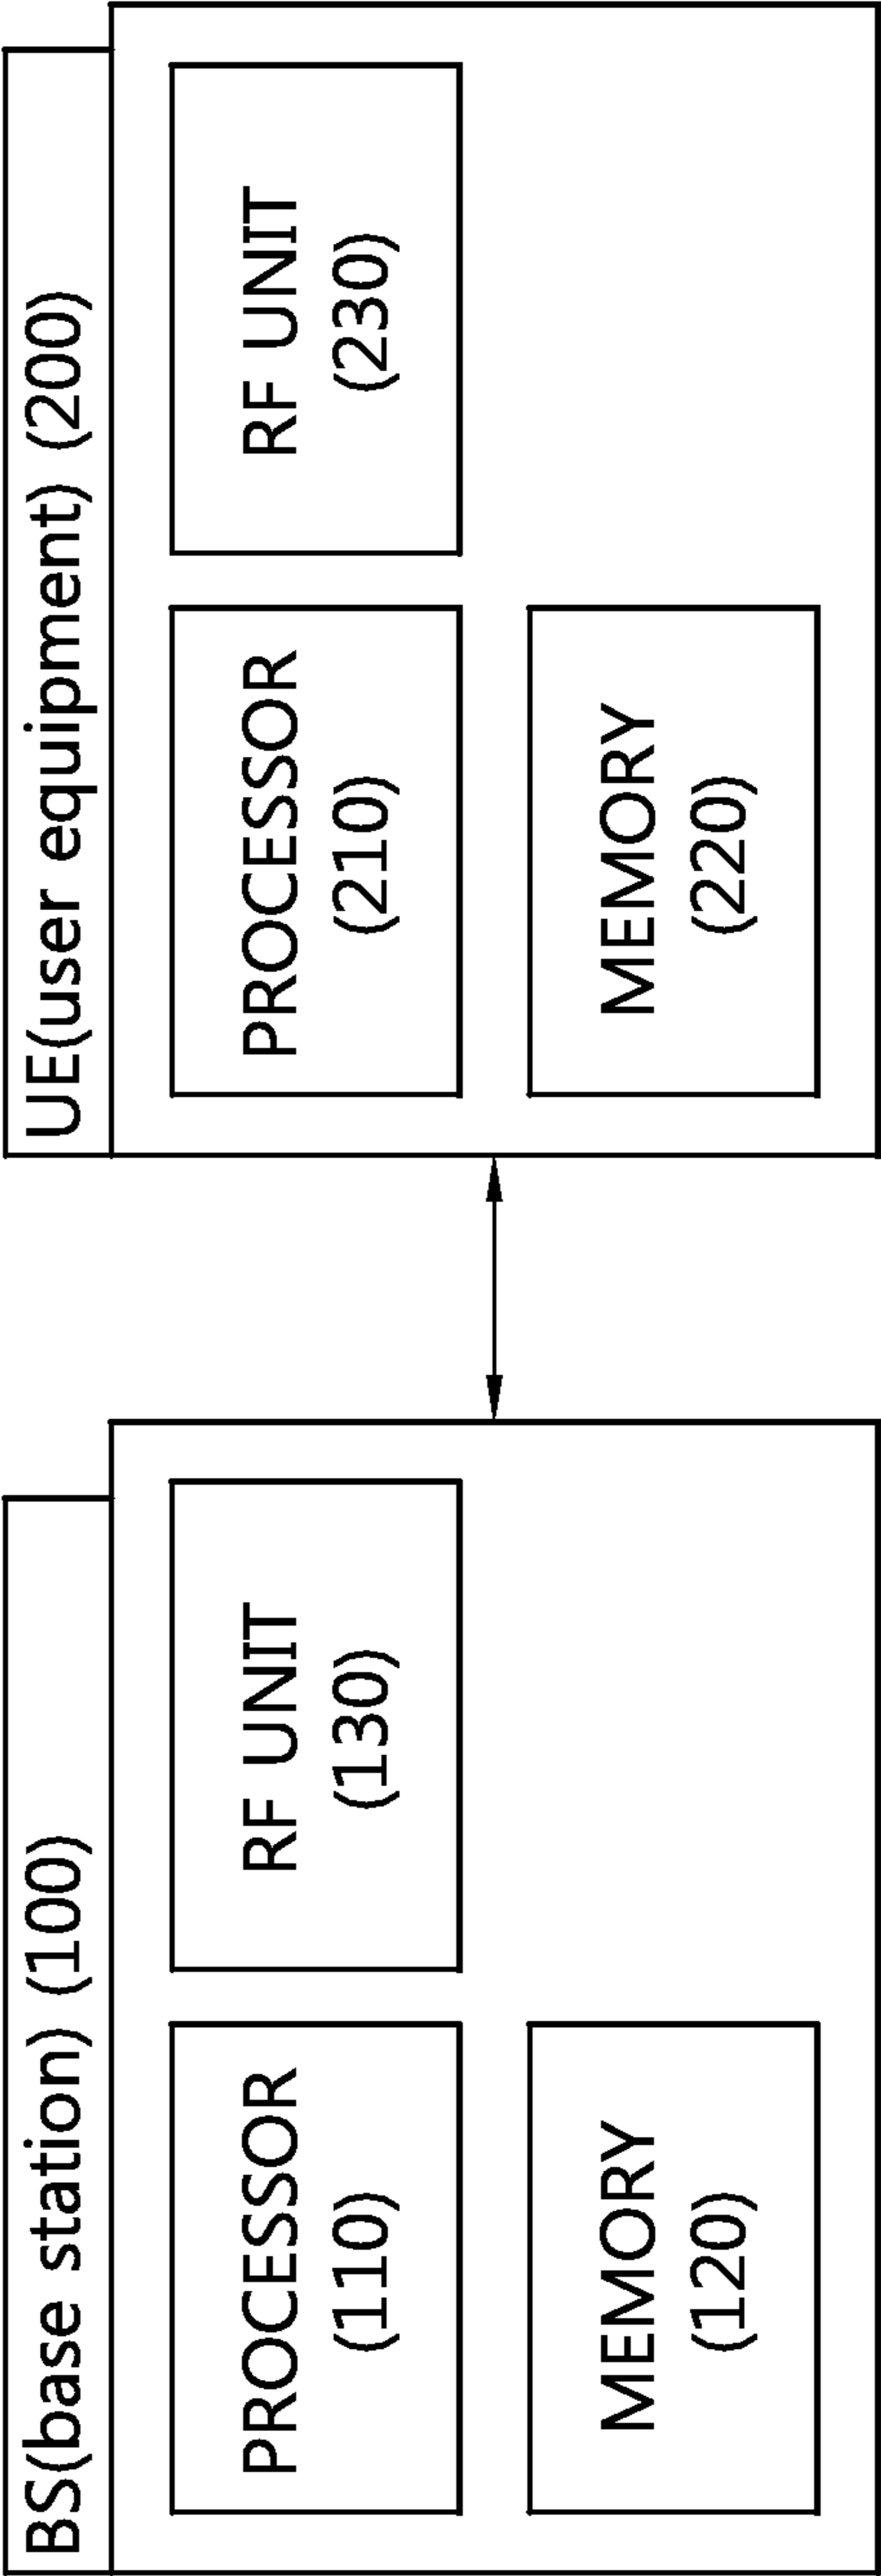 BS(base station) (100)
PROCESSOR
(110)
RF UNIT
(130)
MEMORY
(120)
UE(user equipment) (200)
PROCESSOR
(210)
RF UNIT
(230)
MEMORY
(220)